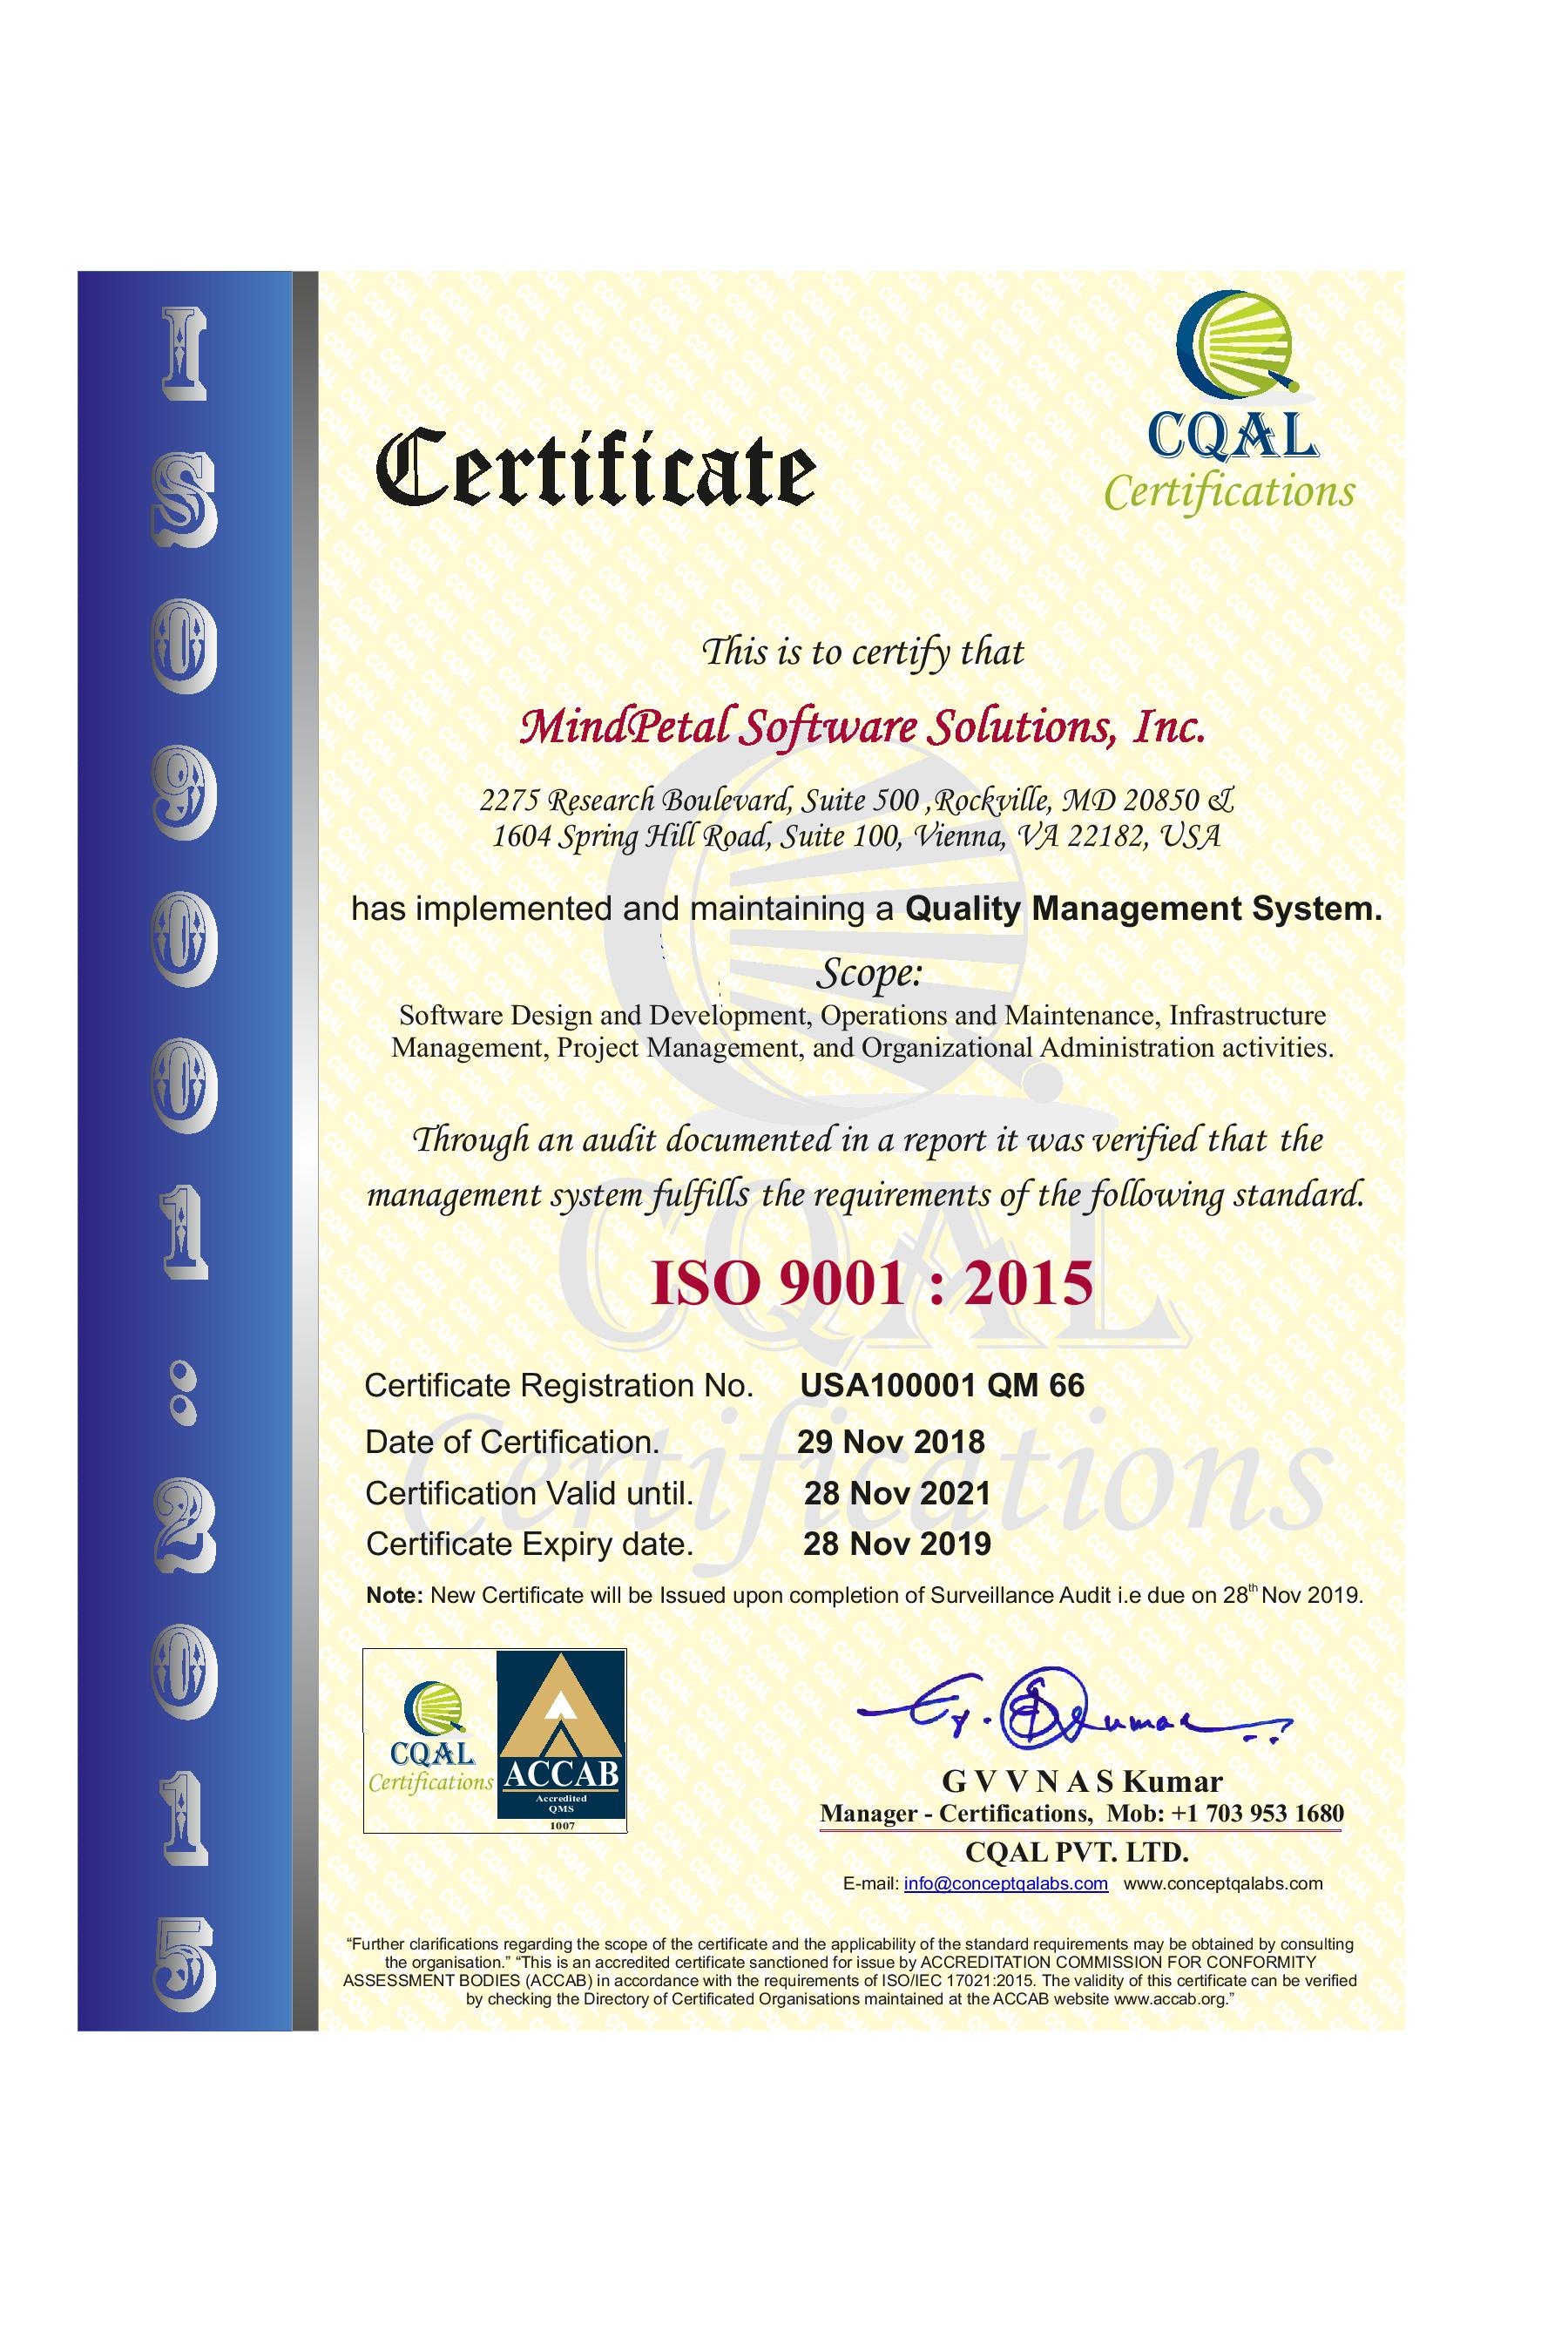 ISO 9001:2015
CQAL
Certifications
Certificate
This is to certify that
MindPetal Software Solutions, Inc.
2275 Research Boulevard, Suite 500 ,Rockville, MD 20850 &
1604 Spring Hill Road, Suite 100, Vienna, VA 22182, USA
has implemented and maintaining a Quality Management System.
Scope:
Software Design and Development, Operations and Maintenance, Infrastructure
Management, Project Management, and Organizational Administration activities.
Through an audit documented in a report it was verified that the
management system fulfills the requirements of the following standard.
ISO 9001 : 2015
Certificate Registration No. USA100001 QM 66
Date of Certification. 29 Nov 2018
Certification Valid until. 28 Nov 2021
Certificate Expiry date. 28 Nov 2019
Note: New Certificate will be Issued upon completion of Surveillance Audit i.e due on 28th Nov 2019.
CQAL
Certifications
ACCAB
Accredited
QMS
1007
G V V N A S Kumar
Manager - Certifications, Mob: +1 703 953 1680
CQAL PVT. LTD.
E-mail: info@conceptqalabs.com www.conceptqalabs.com
“Further clarifications regarding the scope of the certificate and the applicability of the standard requirements may be obtained by consulting
the organisation.” “This is an accredited certificate sanctioned for issue by ACCREDITATION COMMISSION FOR CONFORMITY
ASSESSMENT BODIES (ACCAB) in accordance with the requirements of ISO/IEC 17021:2015. The validity of this certificate can be verified
by checking the Directory of Certificated Organisations maintained at the ACCAB website www.accab.org.”